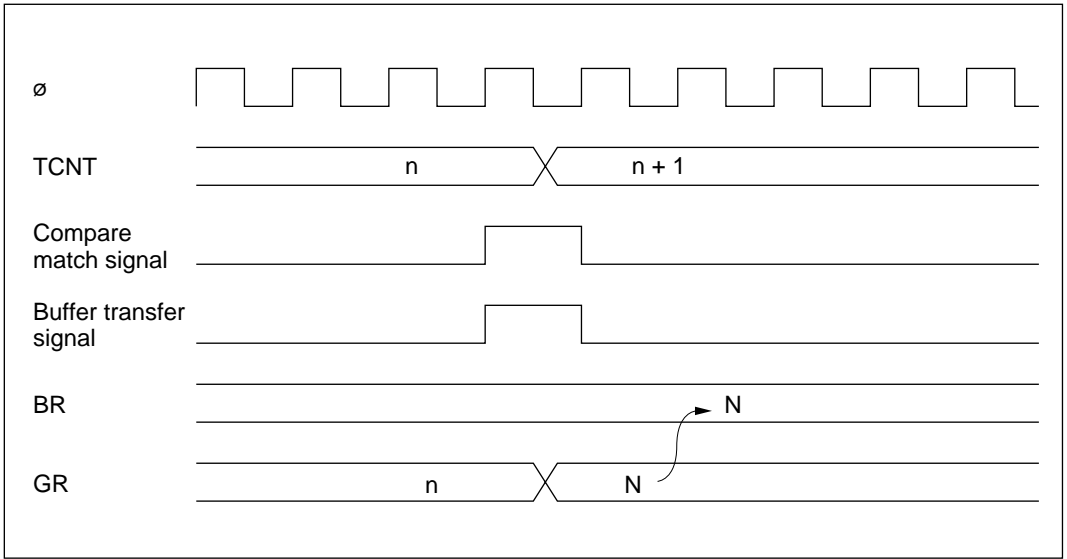 ø
TCNT n n + 1
Compare
match signal
Buffer transfer
signal
BR N
GR n N